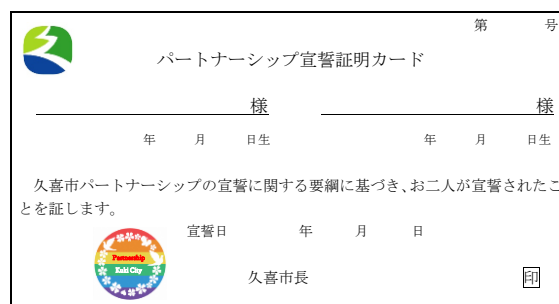 第 号
パートナーシップ宣誓証明カード
様 様
年 月 日生 年 月 日生
久喜市パートナーシップの宣誓に関する要綱に基づき、お二人が宣誓されたこ
とを証します。
宣誓日 年 月 日
Partnership
Kuki City
久喜市長 印